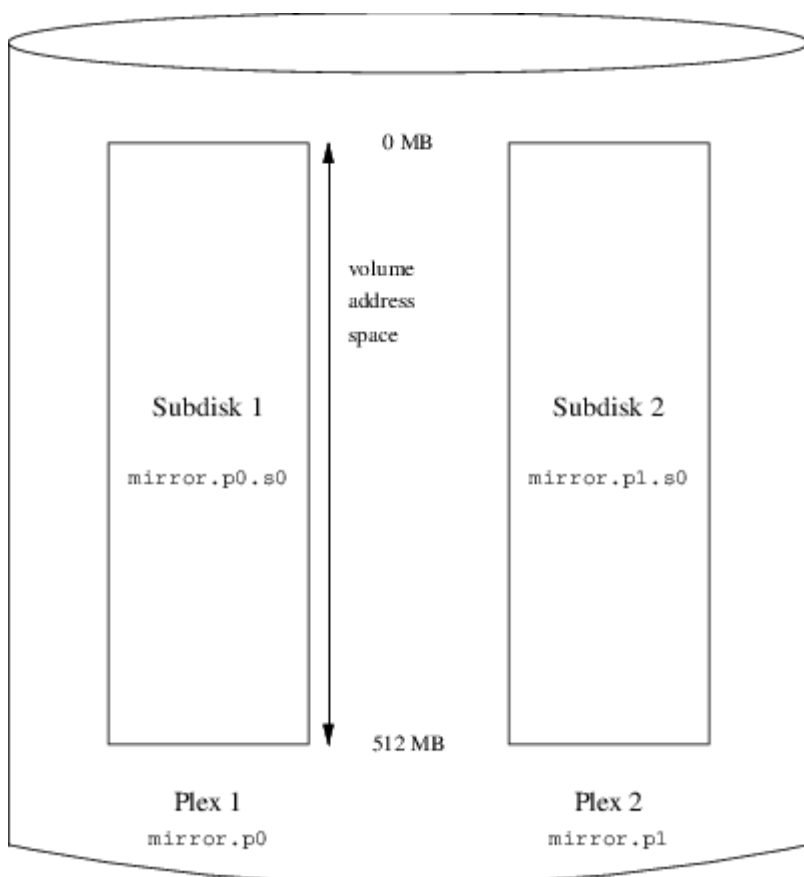 0 MB
volume
address
space
Subdisk 1
mirror.p0.s0
Subdisk 2
mirror.p1.s0
512 MB
Plex 1
mirror.p0
Plex 2
mirror.p1